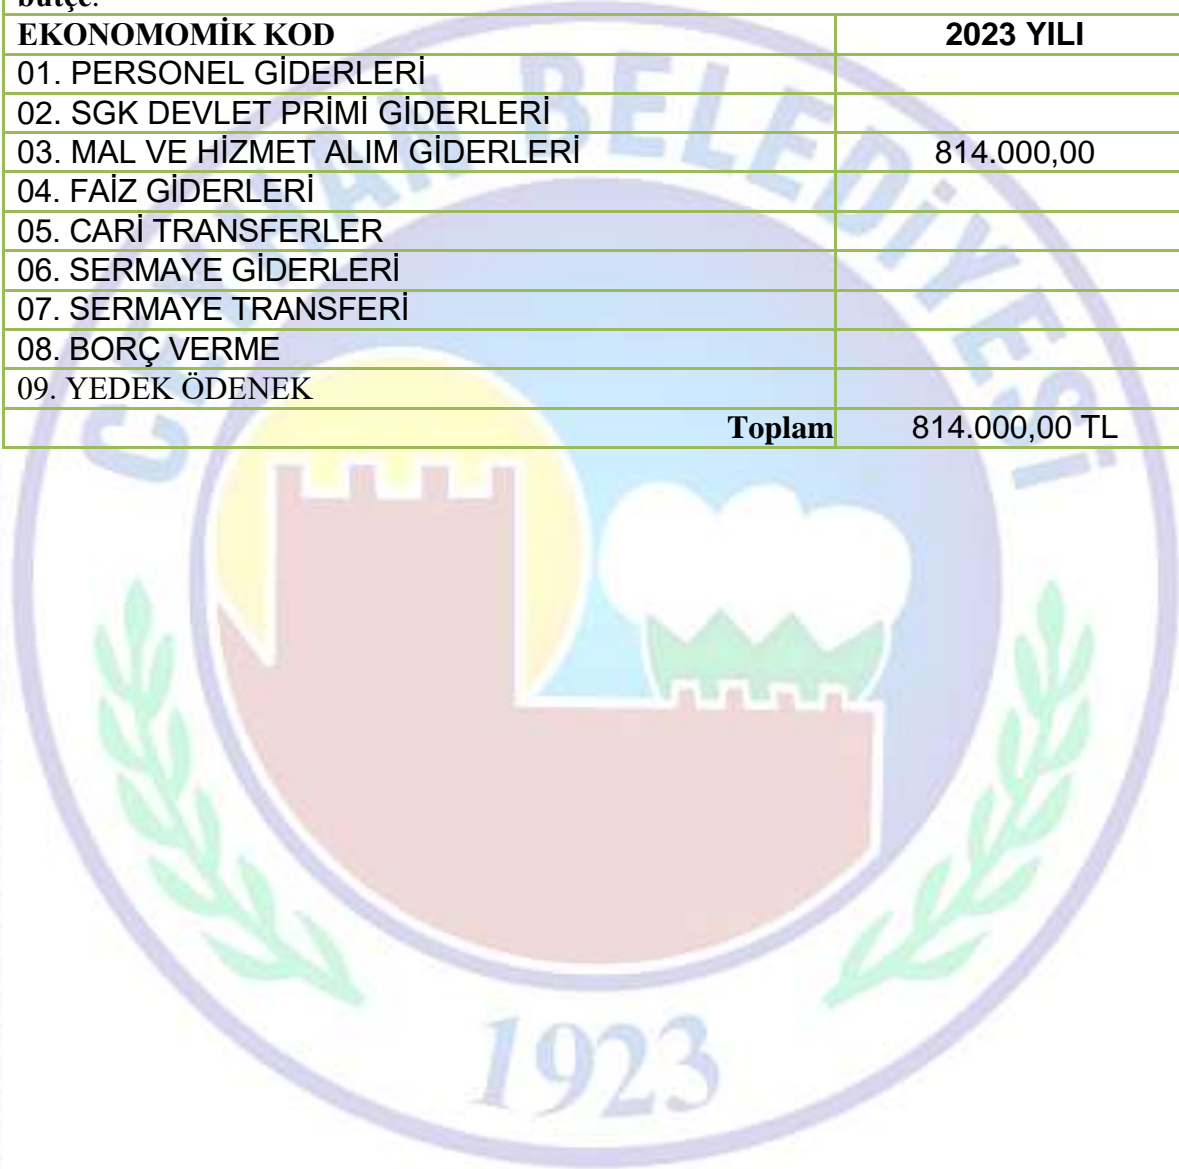 bütçe.
EKONOMOMİK KOD 2023 YILI
01. PERSONEL GİDERLERİ
02. SGK DEVLET PRİMİ GİDERLERİ
03. MAL VE HİZMET ALIM GİDERLERİ 814.000,00
04. FAİZ GİDERLERİ
05. CARİ TRANSFERLER
06. SERMAYE GİDERLERİ
07. SERMAYE TRANSFERİ
08. BORÇ VERME
09. YEDEK ÖDENEK
Toplam 814.000,00 TL
CEYHAN BELEDİYESİ
1923